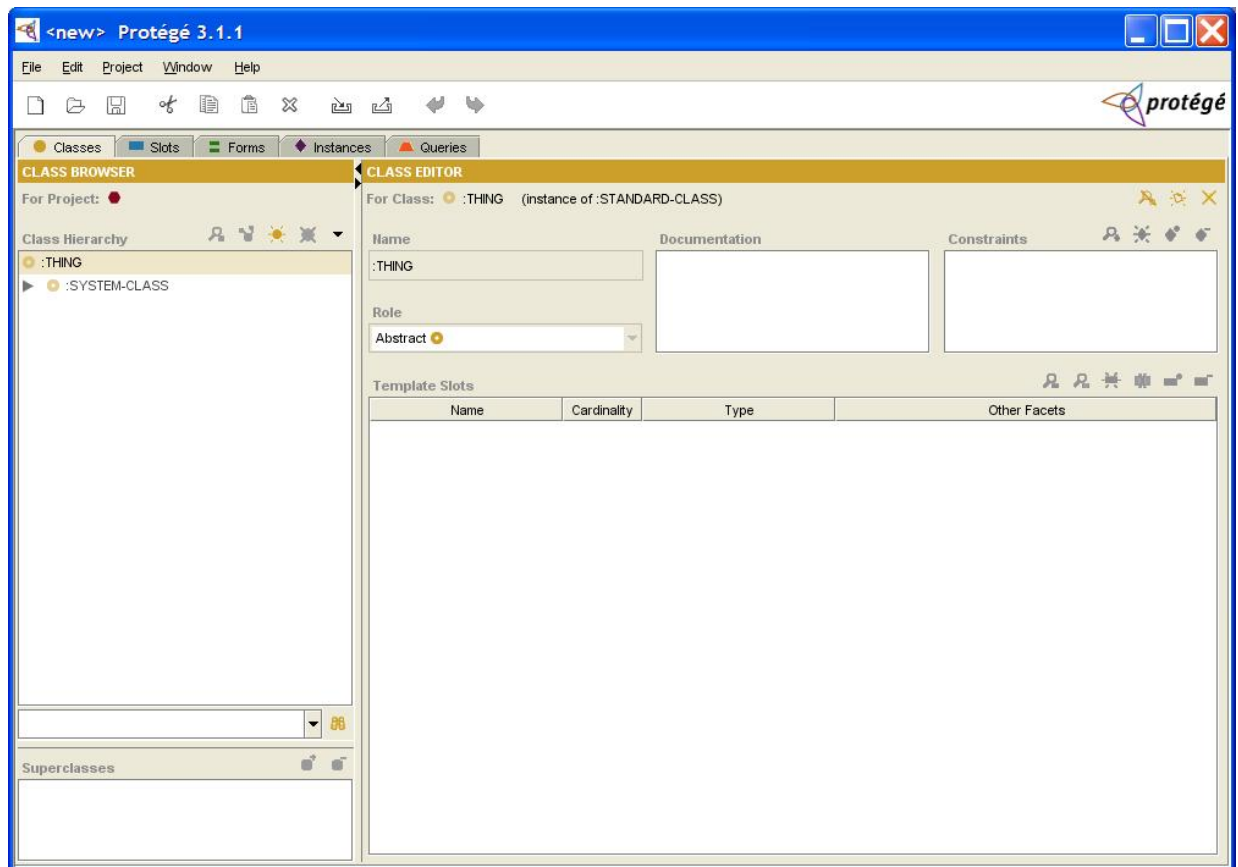 <new> Protégé 3.1.1
File Edit Project Window Help
protégé
Classes Slots Forms Instances Queries
CLASS BROWSER
For Project:
Class Hierarchy
:THING
:SYSTEM-CLASS
Superclasses
CLASS EDITOR
For Class: :THING (instance of :STANDARD-CLASS)
Name Documentation Constraints
:THING
Role
Abstract
Template Slots
Name Cardinality Type Other Facets